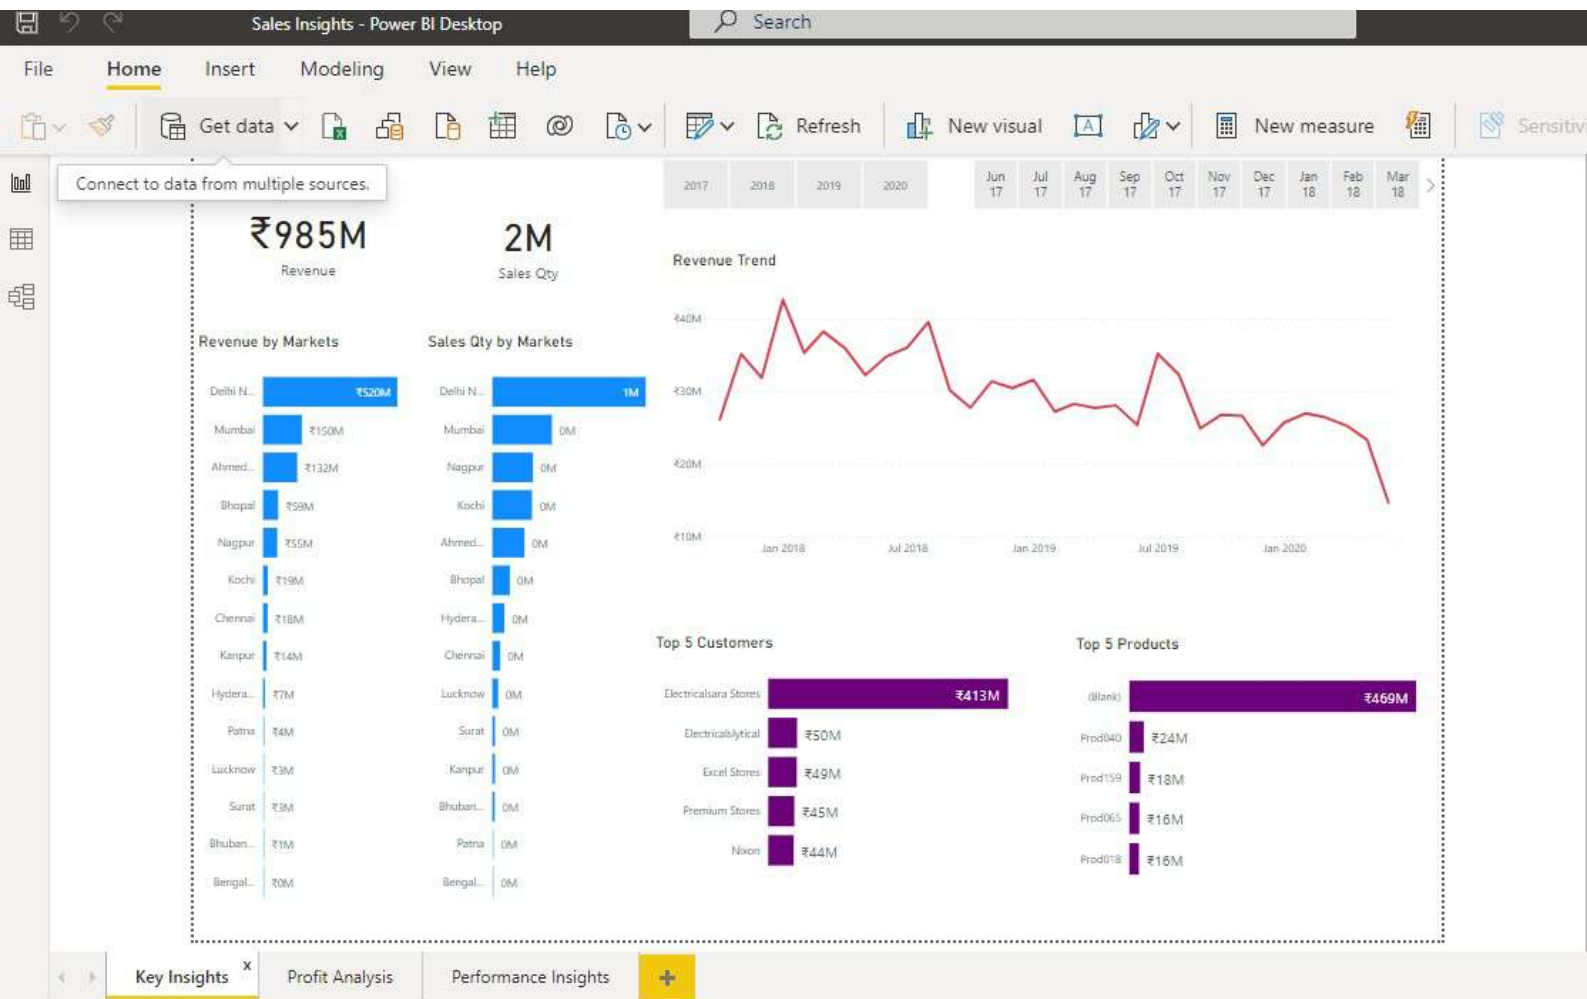 Sales Insights - Power BI Desktop
Search
File Home Insert Modeling View Help
Get data Refresh New visual New measure Sensitivi
Connect to data from multiple sources.
2017 2018 2019 2020
Jun 17 Jul 17 Aug 17 Sep 17 Oct 17 Nov 17 Dec 17 Jan 18 Feb 18 Mar 18
₹985M
Revenue
2M
Sales Qty
Revenue by Markets
Delhi N... ₹520M
Mumbai ₹150M
Ahmed... ₹132M
Bhopal ₹59M
Nagpur ₹55M
Kochi ₹19M
Chennai ₹18M
Kanpur ₹14M
Hydera... ₹7M
Patna ₹4M
Lucknow ₹3M
Surat ₹3M
Bhuban... ₹1M
Bengal... ₹0M
Sales Qty by Markets
Delhi N... 1M
Mumbai 0M
Nagpur 0M
Kochi 0M
Ahmed... 0M
Bhopal 0M
Hydera... 0M
Chennai 0M
Lucknow 0M
Surat 0M
Kanpur 0M
Bhuban... 0M
Patna 0M
Bengal... 0M
Revenue Trend
₹40M
₹30M
₹20M
₹10M
Jan 2018 Jul 2018 Jan 2019 Jul 2019 Jan 2020
Top 5 Customers
Electricalsara Stores ₹413M
Electricalslytical ₹50M
Excel Stores ₹49M
Premium Stores ₹45M
Nixon ₹44M
Top 5 Products
(Blank) ₹469M
Prod040 ₹24M
Prod159 ₹18M
Prod065 ₹16M
Prod018 ₹16M
Key Insights x Profit Analysis Performance Insights +